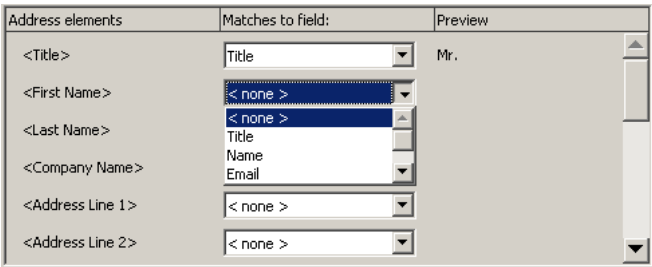 Address elements Matches to field: Preview
<Title> Title Mr.
<First Name> < none >
< none >
<Last Name> Title
Name
<Company Name> Email
<Address Line 1> < none >
<Address Line 2> < none >